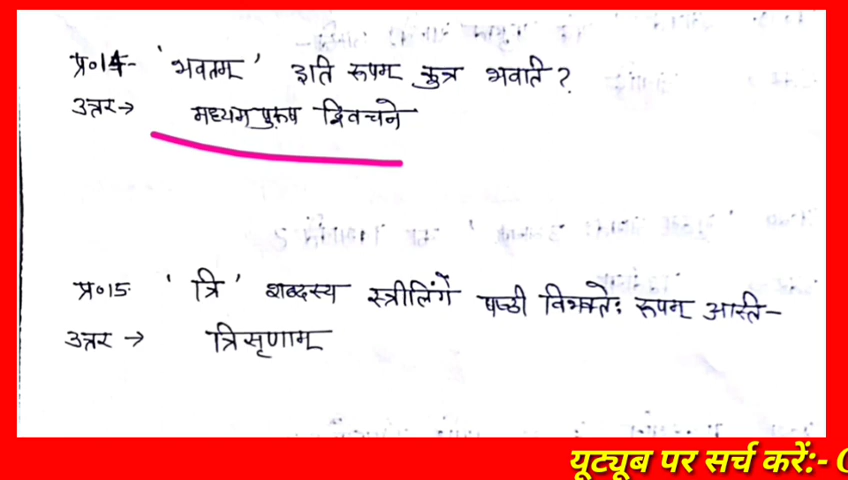 प्र०14- 'भवतम्' इति रूपम् कुत्र भवति?
उत्तर→ मध्यम पुरुष द्विवचने
प्र०15 'त्रि' शब्दस्य स्त्रीलिंगें षष्ठी विभक्तेः रूपम् अस्ति-
उत्तर → त्रिसृणाम्
यूट्यूब पर सर्च करें:-